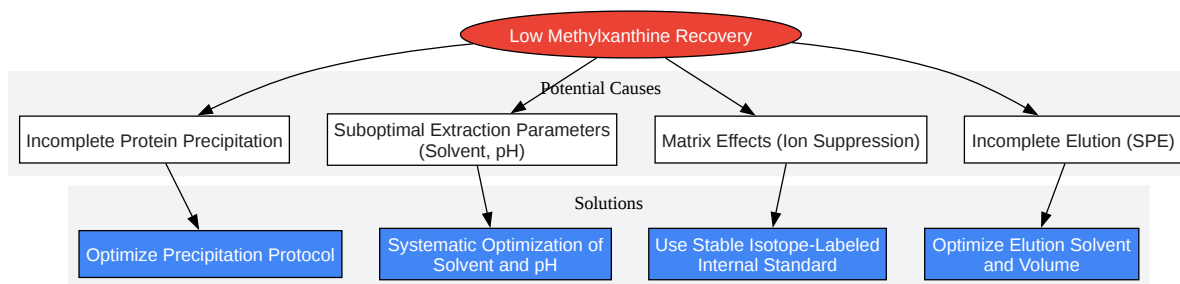 Low Methylxanthine Recovery
Potential Causes
Incomplete Protein Precipitation
Suboptimal Extraction Parameters
(Solvent, pH)
Matrix Effects (Ion Suppression)
Incomplete Elution (SPE)
Solutions
Optimize Precipitation Protocol
Systematic Optimization of
Solvent and pH
Use Stable Isotope-Labeled
Internal Standard
Optimize Elution Solvent
and Volume